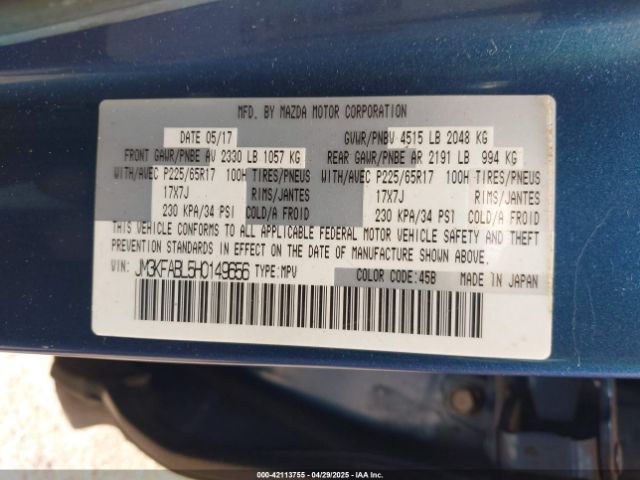 MFD. BY MAZDA MOTOR CORPORATION
DATE 05/17 GVWR/PNBV 4515 LB 2048 KG
FRONT GAWR/PNBE AV 2330 LB 1057 KG REAR GAWR/PNBE AR 2191 LB 994 KG
WITH/AVEC P225/65R17 100H TIRES/PNEUS WITH/AVEC P225/65R17 100H TIRES/PNEUS
17X7J RIMS/JANTES 17X7J RIMS/JANTES
230 KPA/34 PSI COLD/A FROID 230 KPA/34 PSI COLD/A FROID
THIS VEHICLE CONFORMS TO ALL APPLICABLE FEDERAL MOTOR VEHICLE SAFETY AND THEFT
PREVENTION STANDARDS IN EFFECT ON THE DATE OF MANUFACTURE SHOWN ABOVE.
VIN: JM3KFABL5H0149656 TYPE:MPV COLOR CODE:45B MADE IN JAPAN
000-42113755 - 04/29/2025 - IAAI.COM